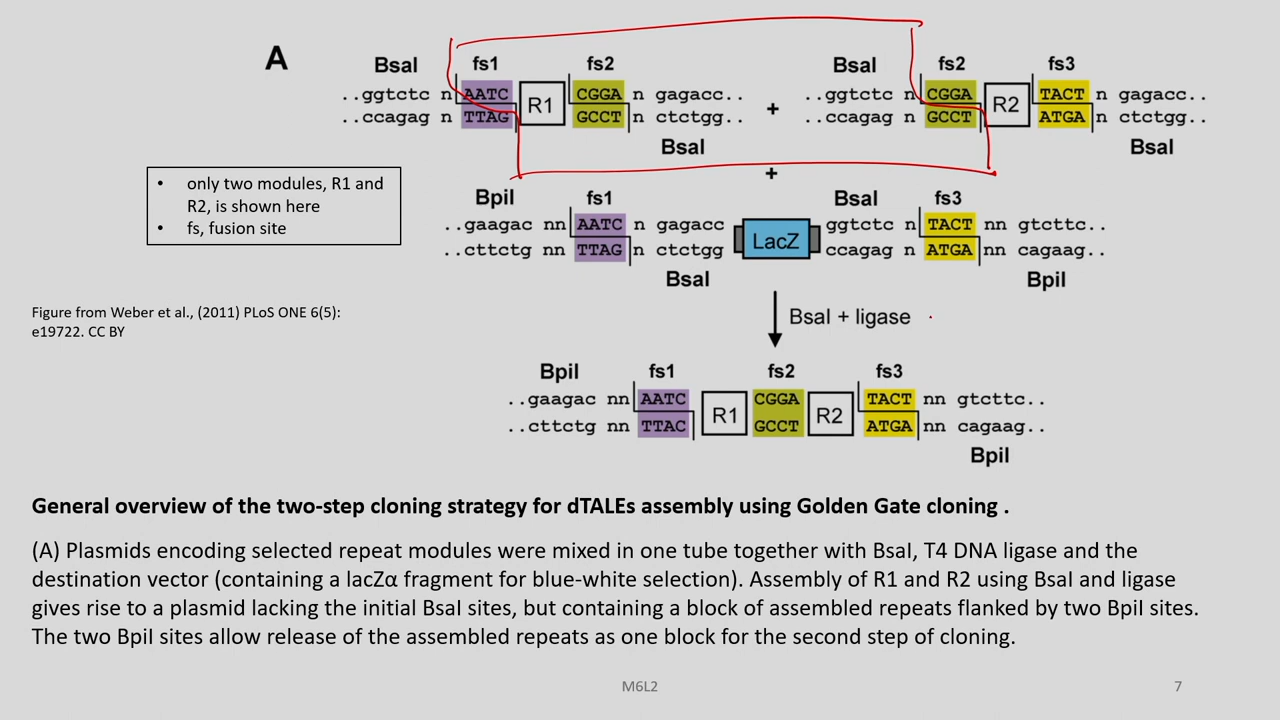 A
BsaI fs1 fs2 BsaI fs2 fs3
..ggtctc n AATC R1 CGGA n gagacc.. + ..ggtctc n CGGA R2 TACT n gagacc..
..ccagag n TTAG GCCT n ctctgg.. ..ccagag n GCCT ATGA n ctctgg..
BsaI BsaI
+
• only two modules, R1 and
R2, is shown here
• fs, fusion site
BpiI fs1 BsaI fs3
..gaagac nn AATC n gagacc LacZ ggtctc n TACT nn gtcttc..
..cttctg nn TTAG n ctctgg ccagag n ATGA nn cagaag..
BsaI BpiI
Figure from Weber et al., (2011) PLoS ONE 6(5):
e19722. CC BY
BsaI + ligase
BpiI fs1 fs2 fs3
..gaagac nn AATC R1 CGGA R2 TACT nn gtcttc..
..cttctg nn TTAC GCCT ATGA nn cagaag..
BpiI
General overview of the two-step cloning strategy for dTALEs assembly using Golden Gate cloning .
(A) Plasmids encoding selected repeat modules were mixed in one tube together with BsaI, T4 DNA ligase and the
destination vector (containing a lacZα fragment for blue-white selection). Assembly of R1 and R2 using BsaI and ligase
gives rise to a plasmid lacking the initial BsaI sites, but containing a block of assembled repeats flanked by two BpiI sites.
The two BpiI sites allow release of the assembled repeats as one block for the second step of cloning.
M6L2 7